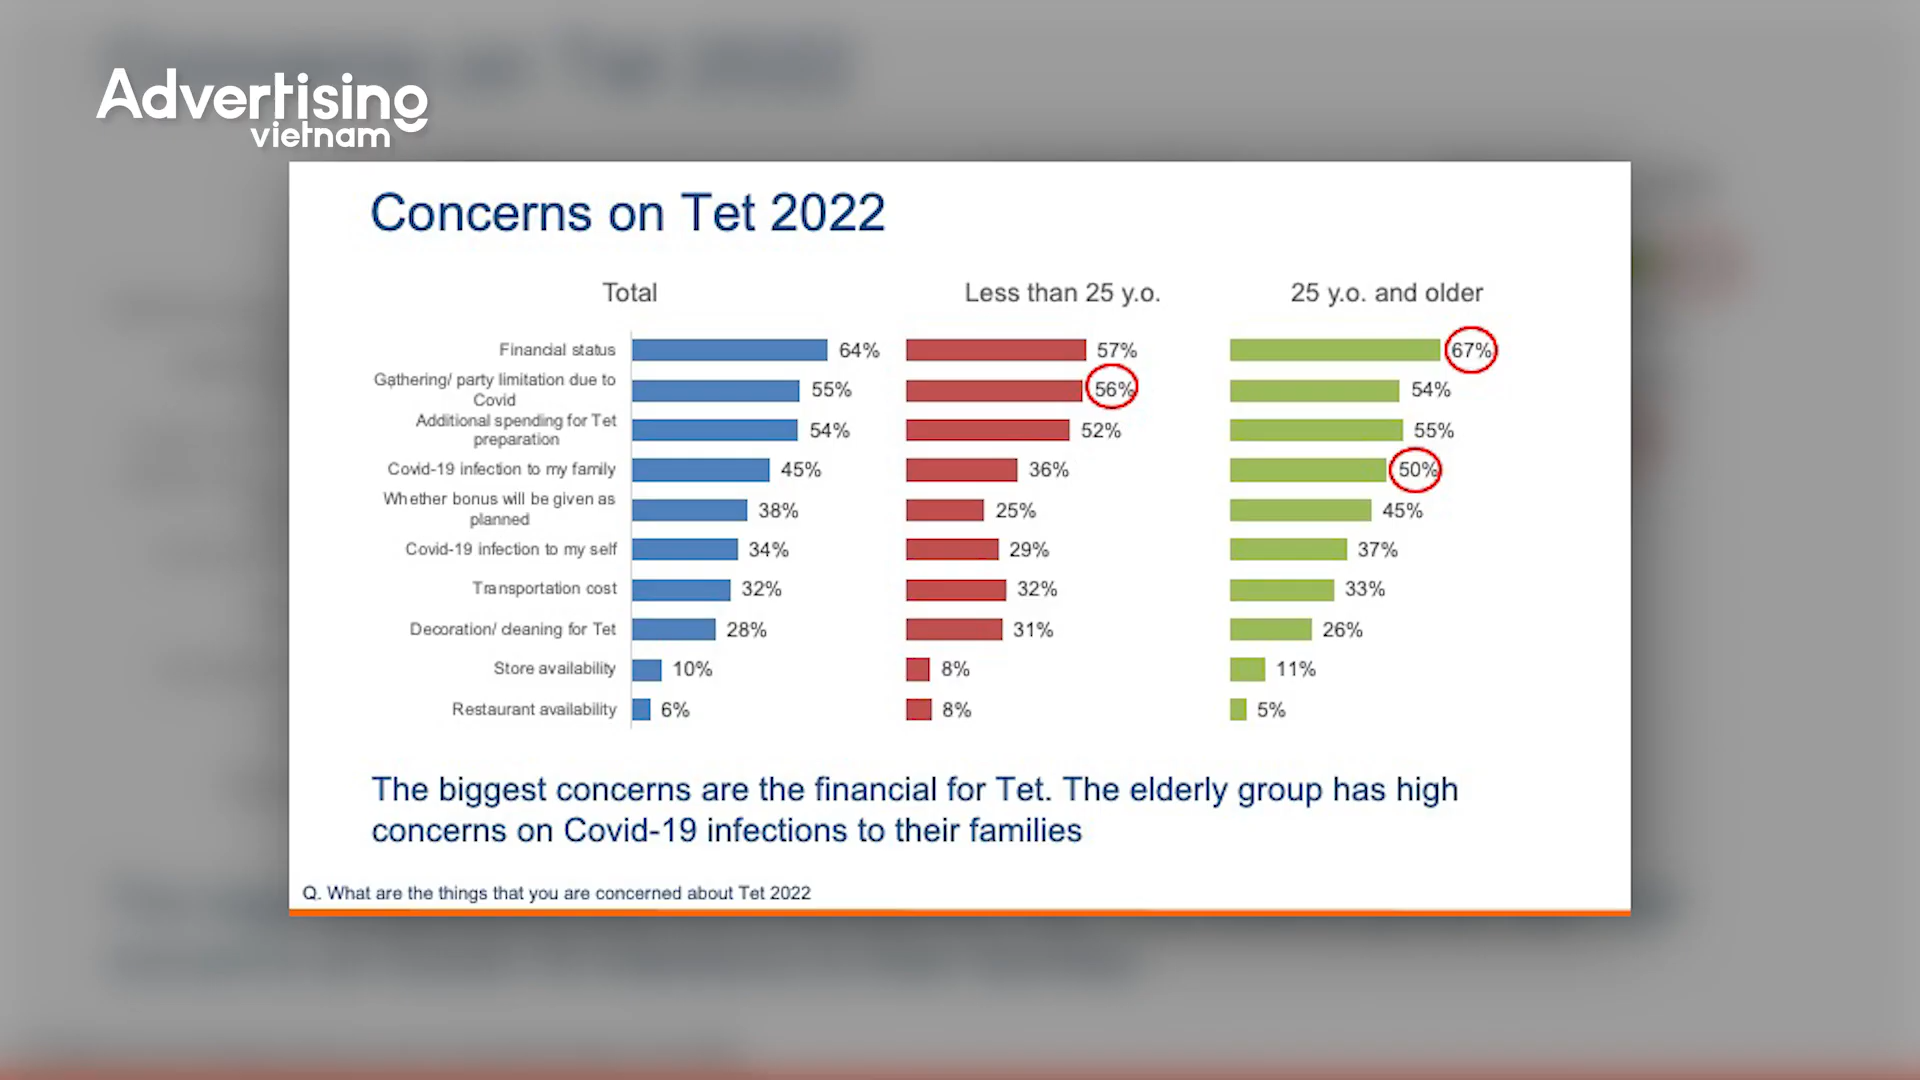 Advertising
vietnam
Concerns on Tet 2022
Total
Less than 25 y.o.
25 y.o. and older
Financial status 64% 57% 67%
Gathering/ party limitation due to
Covid 55% 56% 54%
Additional spending for Tet
preparation 54% 52% 55%
Covid-19 infection to my family 45% 36% 50%
Whether bonus will be given as
planned 38% 25% 45%
Covid-19 infection to my self 34% 29% 37%
Transportation cost 32% 32% 33%
Decoration/ cleaning for Tet 28% 31% 26%
Store availability 10% 8% 11%
Restaurant availability 6% 8% 5%
The biggest concerns are the financial for Tet. The elderly group has high
concerns on Covid-19 infections to their families
Q. What are the things that you are concerned about Tet 2022